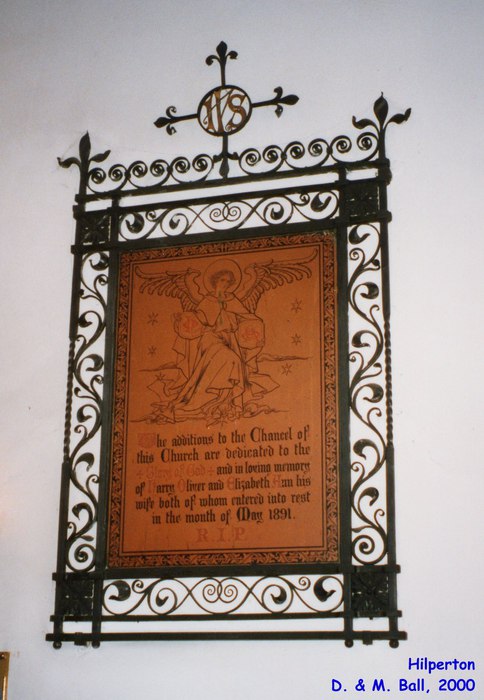 IHS
The additions to the Chancel of
this Church are dedicated to the
Glory of God and in loving memory
of Harry Oliver and Elizabeth Ann his
wife both of whom entered into rest
in the month of May 1891.
R.I.P
Hilperton
D. & M. Ball, 2000